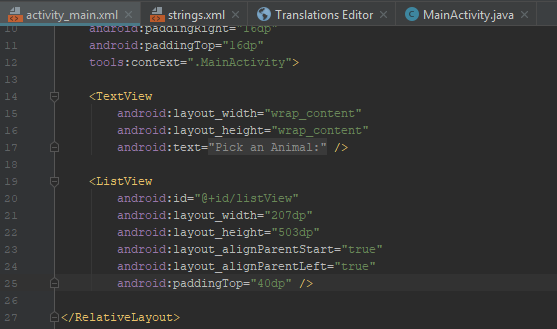 activity_main.xml × strings.xml × Translations Editor × MainActivity.java ×
10 android:paddingRight="16dp"
11 android:paddingTop="16dp"
12 tools:context=".MainActivity">
13
14 <TextView
15 android:layout_width="wrap_content"
16 android:layout_height="wrap_content"
17 android:text="Pick an Animal:" />
18
19 <ListView
20 android:id="@+id/listView"
21 android:layout_width="207dp"
22 android:layout_height="503dp"
23 android:layout_alignParentStart="true"
24 android:layout_alignParentLeft="true"
25 android:paddingTop="40dp" />
26
27 </RelativeLayout>